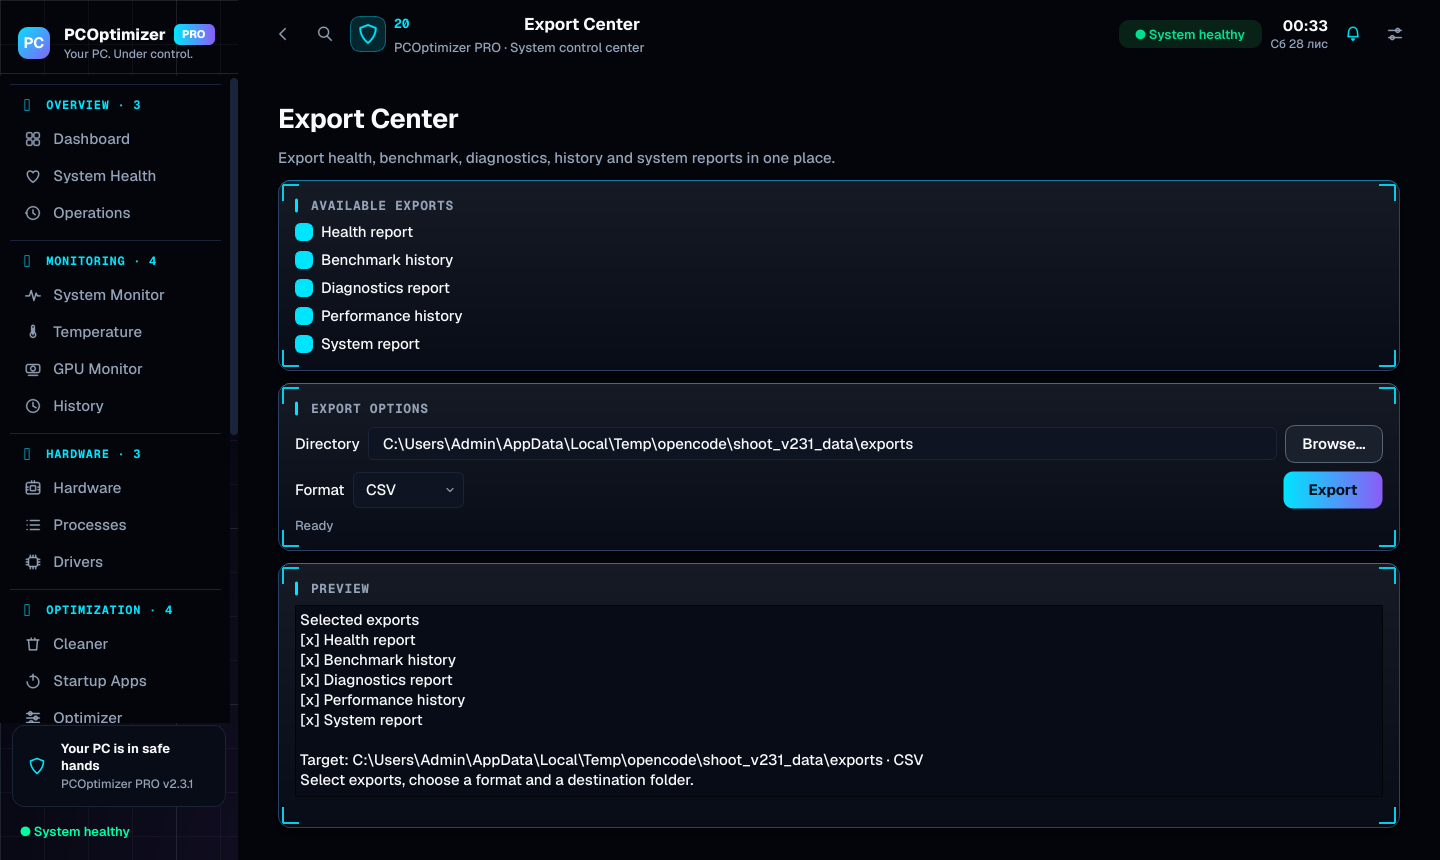 PC
PCOptimizer PRO
Your PC. Under control.
OVERVIEW · 3
Dashboard
System Health
Operations
MONITORING · 4
System Monitor
Temperature
GPU Monitor
History
HARDWARE · 3
Hardware
Processes
Drivers
OPTIMIZATION · 4
Cleaner
Startup Apps
Optimizer
Your PC is in safe
hands
PCOptimizer PRO v2.3.1
System healthy
20
Export Center
PCOptimizer PRO · System control center
System healthy
00:33
Сб 28 лис
Export Center
Export health, benchmark, diagnostics, history and system reports in one place.
AVAILABLE EXPORTS
Health report
Benchmark history
Diagnostics report
Performance history
System report
EXPORT OPTIONS
Directory C:\Users\Admin\AppData\Local\Temp\opencode\shoot_v231_data\exports Browse...
Format CSV Export
Ready
PREVIEW
Selected exports
[x] Health report
[x] Benchmark history
[x] Diagnostics report
[x] Performance history
[x] System report
Target: C:\Users\Admin\AppData\Local\Temp\opencode\shoot_v231_data\exports · CSV
Select exports, choose a format and a destination folder.